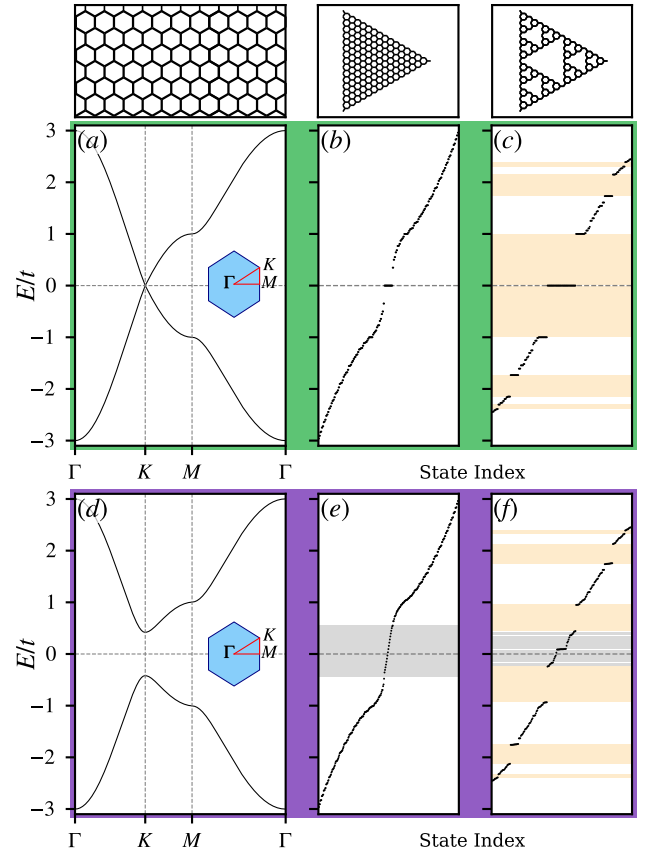 (a)
(b)
(c)
E/t
3
2
1
0
−1
−2
−3
Γ
K
M
Γ K M Γ
State Index
(d)
(e)
(f)
E/t
3
2
1
0
−1
−2
−3
Γ
K
M
Γ K M Γ
State Index